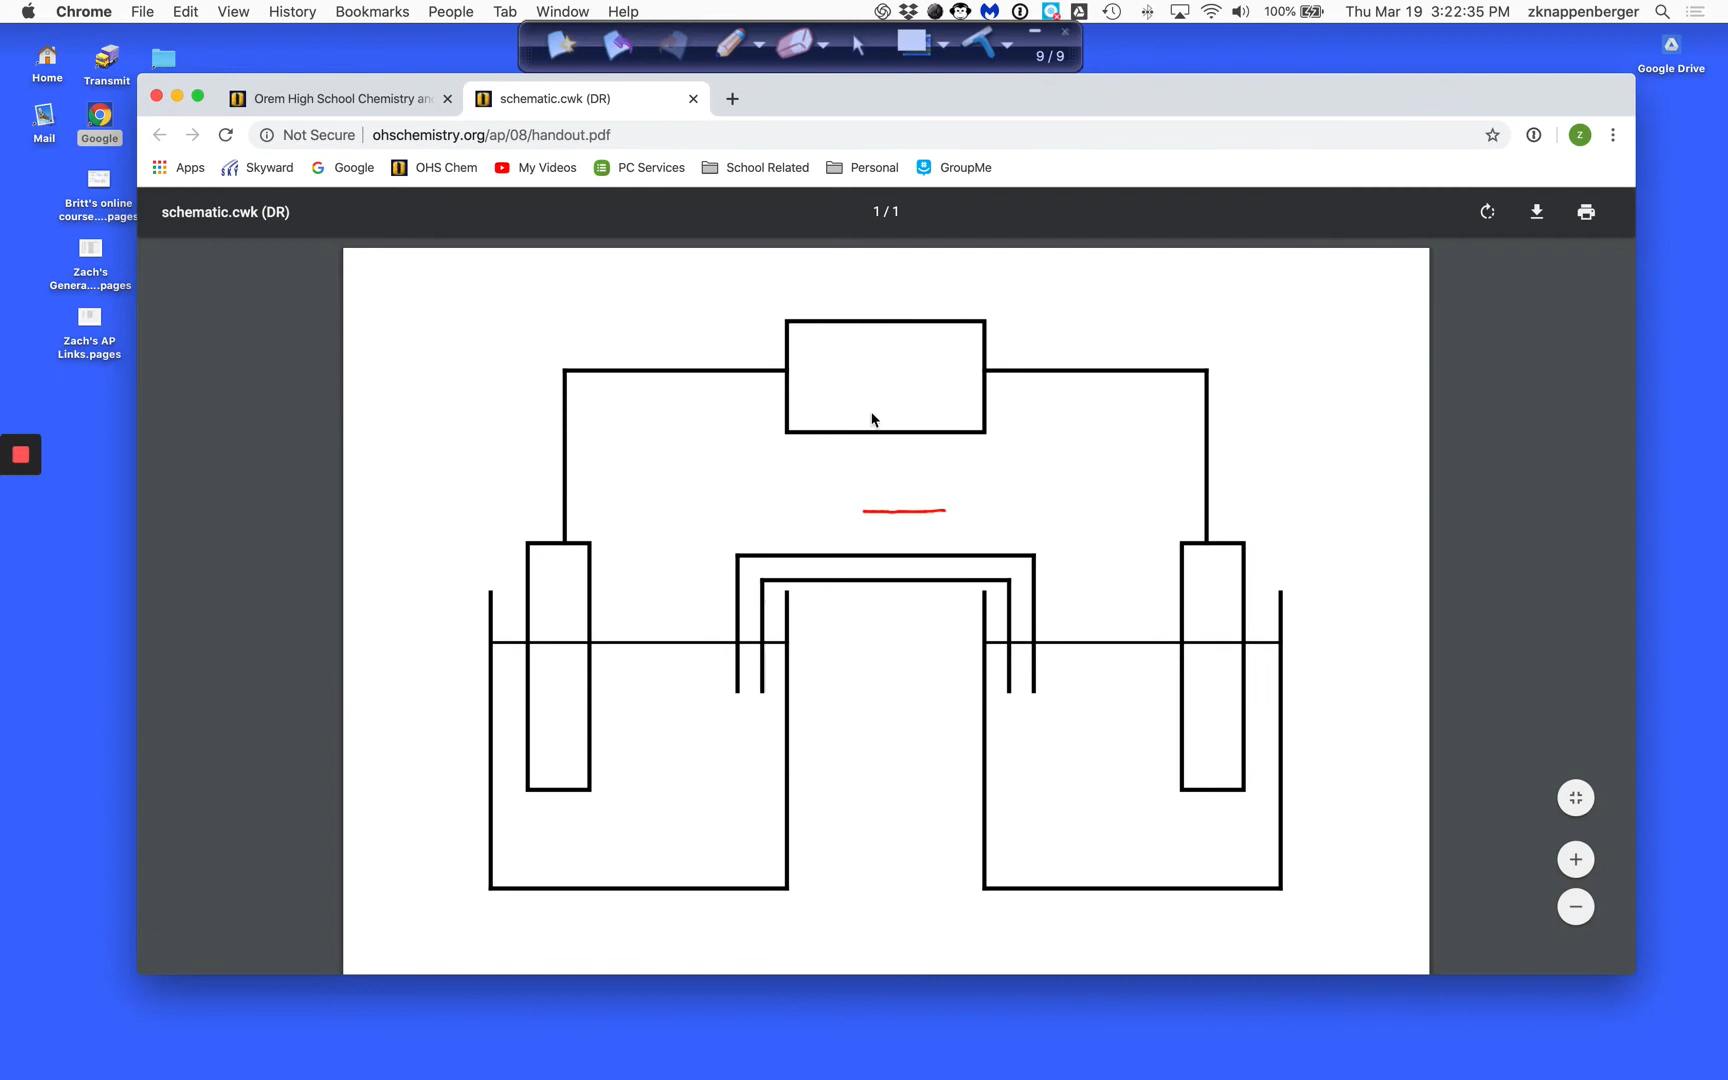 Chrome File Edit View History Bookmarks People Tab Window Help 100% Thu Mar 19 3:22:35 PM zknappenberger
9 / 9
Home Transmit Google Drive
Mail Google
Orem High School Chemistry an schematic.cwk (DR)
Not Secure ohschemistry.org/ap/08/handout.pdf Z
Apps Skyward Google OHS Chem My Videos PC Services School Related Personal GroupMe
schematic.cwk (DR) 1 / 1
Britt's online
course....pages
Zach's
Genera....pages
Zach's AP
Links.pages